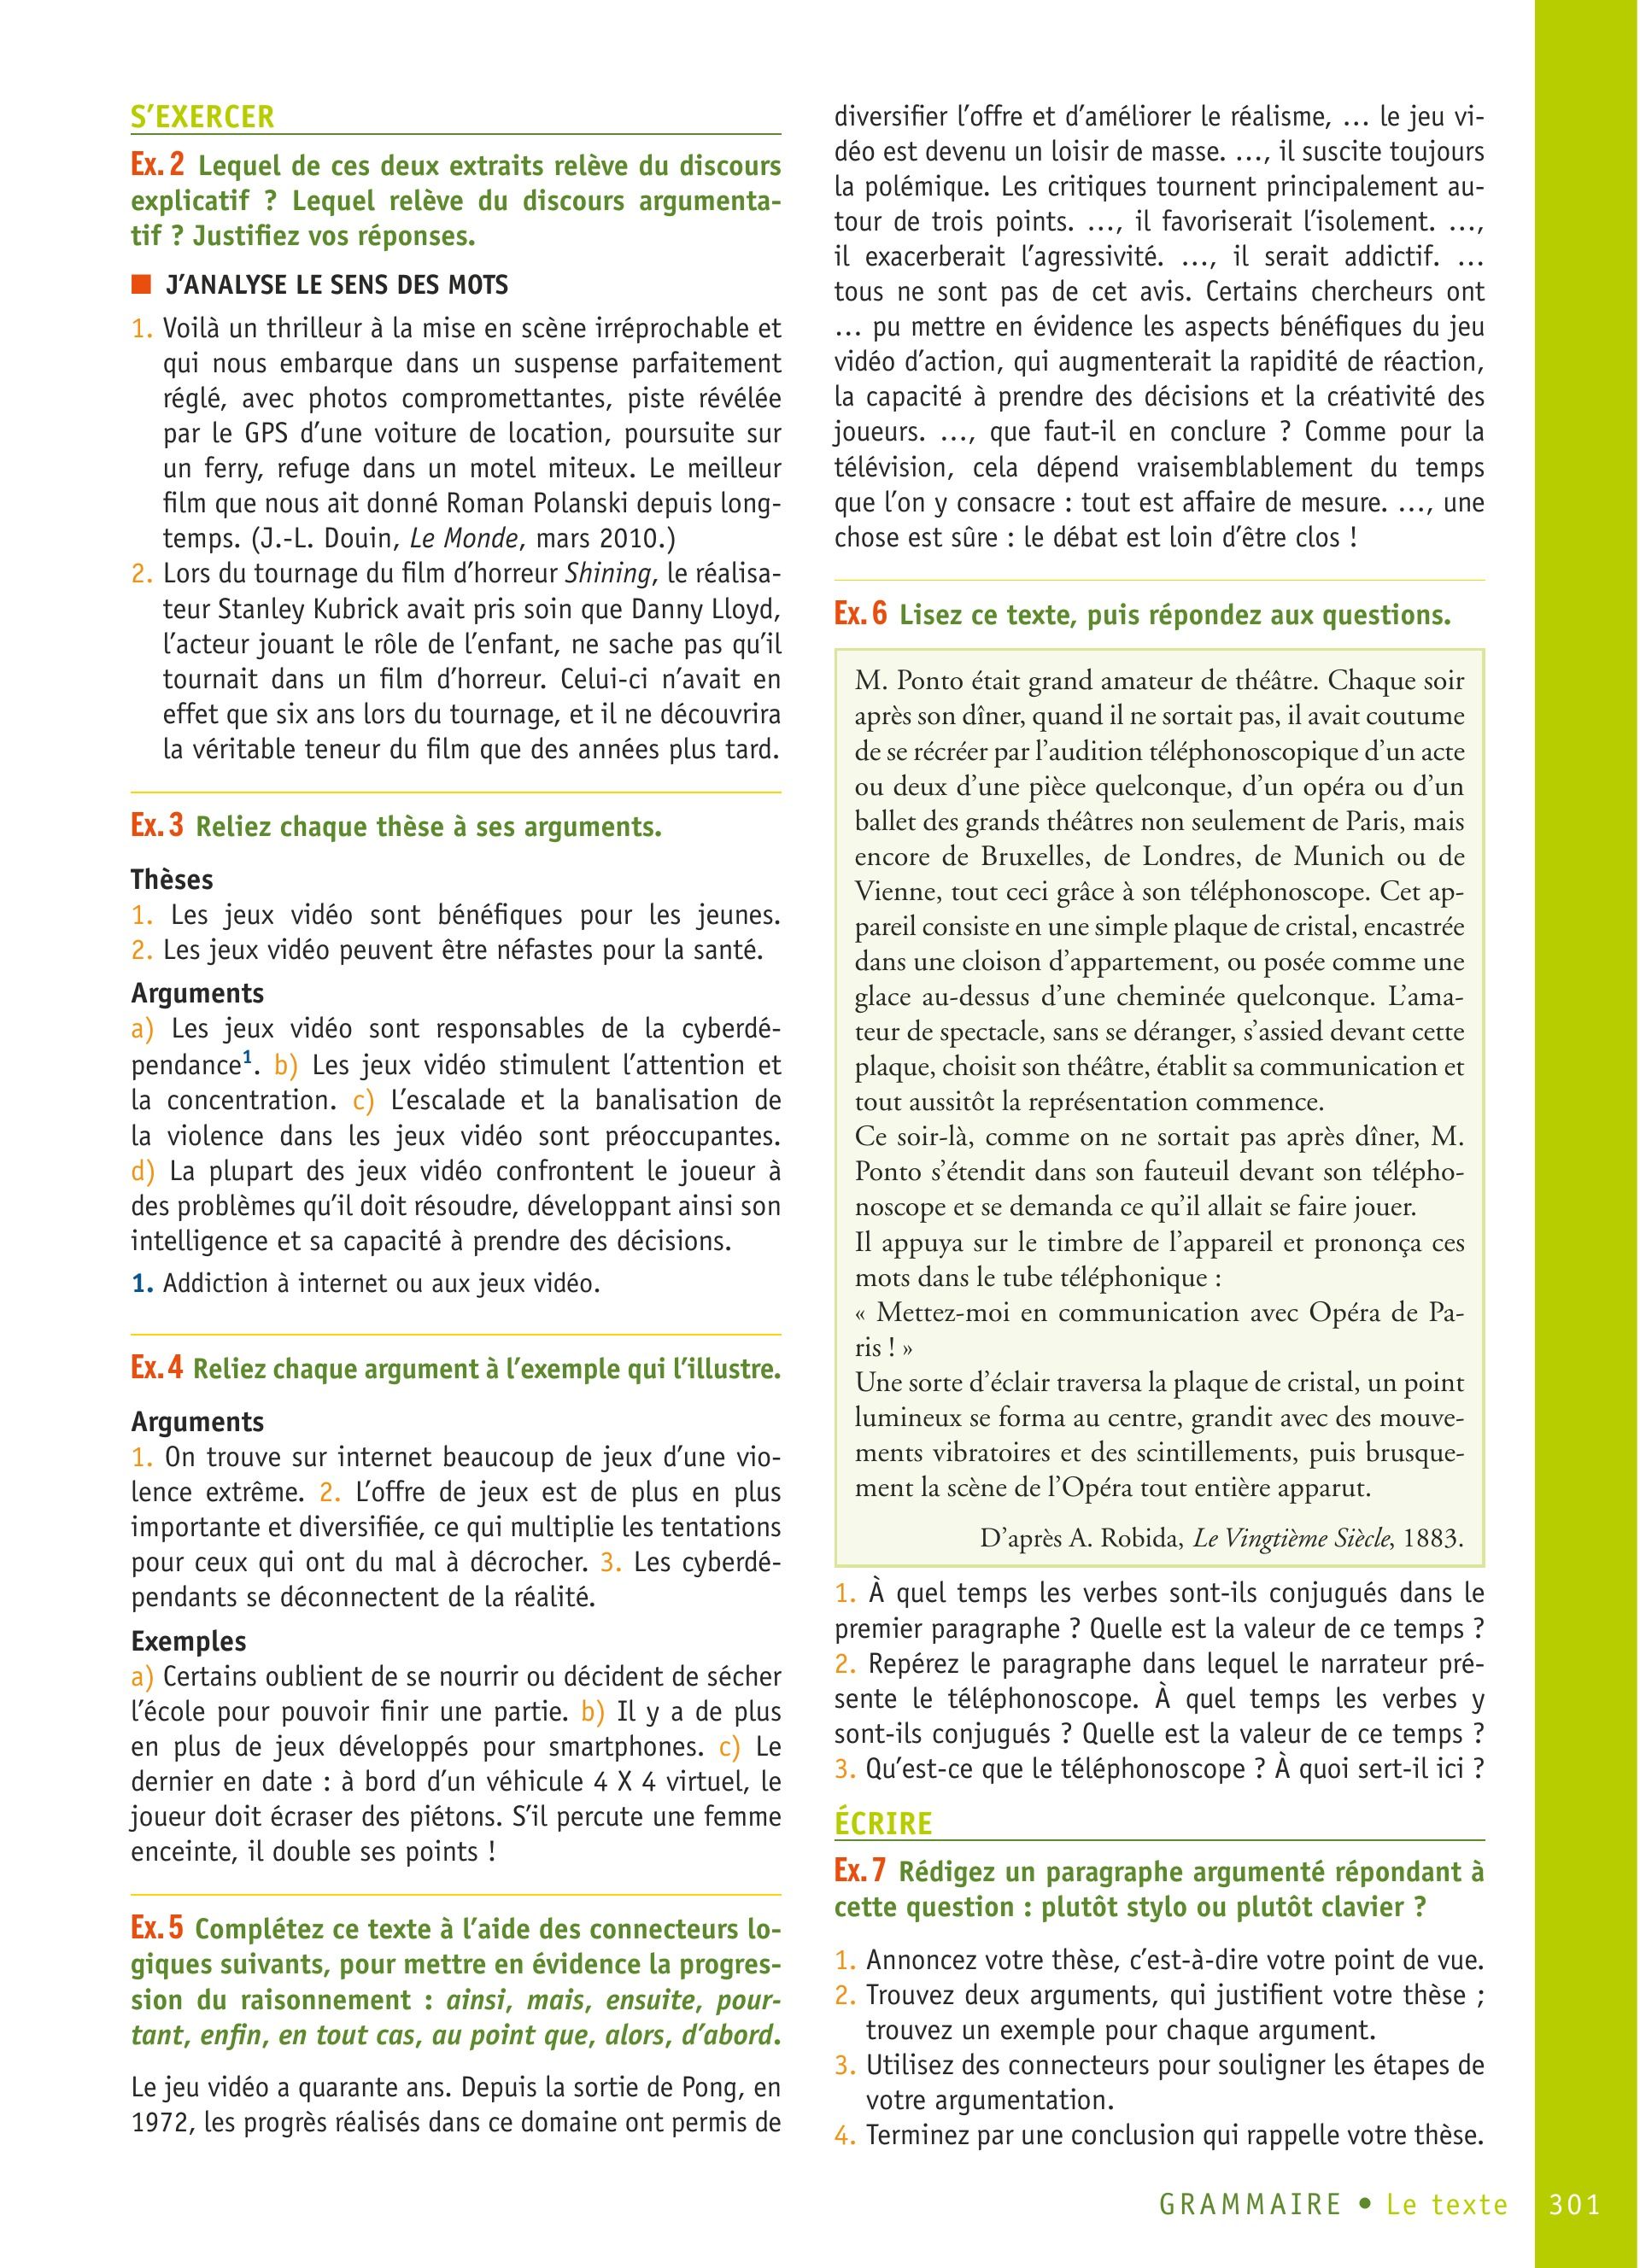 S’EXERCER
Ex. 2 Lequel de ces deux extraits relève du discours
explicatif ? Lequel relève du discours argumenta-
tif ? Justifiez vos réponses.
■ J’ANALYSE LE SENS DES MOTS
1. Voilà un thrilleur à la mise en scène irréprochable et
qui nous embarque dans un suspense parfaitement
réglé, avec photos compromettantes, piste révélée
par le GPS d’une voiture de location, poursuite sur
un ferry, refuge dans un motel miteux. Le meilleur
film que nous ait donné Roman Polanski depuis long-
temps. (J.-L. Douin, Le Monde, mars 2010.)
2. Lors du tournage du film d’horreur Shining, le réalisa-
teur Stanley Kubrick avait pris soin que Danny Lloyd,
l’acteur jouant le rôle de l’enfant, ne sache pas qu’il
tournait dans un film d’horreur. Celui-ci n’avait en
effet que six ans lors du tournage, et il ne découvrira
la véritable teneur du film que des années plus tard.
Ex. 3 Reliez chaque thèse à ses arguments.
Thèses
1. Les jeux vidéo sont bénéfiques pour les jeunes.
2. Les jeux vidéo peuvent être néfastes pour la santé.
Arguments
a) Les jeux vidéo sont responsables de la cyberdé-
pendance1. b) Les jeux vidéo stimulent l’attention et
la concentration. c) L’escalade et la banalisation de
la violence dans les jeux vidéo sont préoccupantes.
d) La plupart des jeux vidéo confrontent le joueur à
des problèmes qu’il doit résoudre, développant ainsi son
intelligence et sa capacité à prendre des décisions.
1. Addiction à internet ou aux jeux vidéo.
Ex. 4 Reliez chaque argument à l’exemple qui l’illustre.
Arguments
1. On trouve sur internet beaucoup de jeux d’une vio-
lence extrême. 2. L’offre de jeux est de plus en plus
importante et diversifiée, ce qui multiplie les tentations
pour ceux qui ont du mal à décrocher. 3. Les cyberdé-
pendants se déconnectent de la réalité.
Exemples
a) Certains oublient de se nourrir ou décident de sécher
l’école pour pouvoir finir une partie. b) Il y a de plus
en plus de jeux développés pour smartphones. c) Le
dernier en date : à bord d’un véhicule 4 X 4 virtuel, le
joueur doit écraser des piétons. S’il percute une femme
enceinte, il double ses points !
Ex. 5 Complétez ce texte à l’aide des connecteurs lo-
giques suivants, pour mettre en évidence la progres-
sion du raisonnement : ainsi, mais, ensuite, pour-
tant, enfin, en tout cas, au point que, alors, d’abord.
Le jeu vidéo a quarante ans. Depuis la sortie de Pong, en
1972, les progrès réalisés dans ce domaine ont permis de
diversifier l’offre et d’améliorer le réalisme, … le jeu vi-
déo est devenu un loisir de masse. …, il suscite toujours
la polémique. Les critiques tournent principalement au-
tour de trois points. …, il favoriserait l’isolement. …,
il exacerberait l’agressivité. …, il serait addictif. …
tous ne sont pas de cet avis. Certains chercheurs ont
… pu mettre en évidence les aspects bénéfiques du jeu
vidéo d’action, qui augmenterait la rapidité de réaction,
la capacité à prendre des décisions et la créativité des
joueurs. …, que faut-il en conclure ? Comme pour la
télévision, cela dépend vraisemblablement du temps
que l’on y consacre : tout est affaire de mesure. …, une
chose est sûre : le débat est loin d’être clos !
Ex. 6 Lisez ce texte, puis répondez aux questions.
M. Ponto était grand amateur de théâtre. Chaque soir
après son dîner, quand il ne sortait pas, il avait coutume
de se récréer par l’audition téléphonoscopique d’un acte
ou deux d’une pièce quelconque, d’un opéra ou d’un
ballet des grands théâtres non seulement de Paris, mais
encore de Bruxelles, de Londres, de Munich ou de
Vienne, tout ceci grâce à son téléphonoscope. Cet ap-
pareil consiste en une simple plaque de cristal, encastrée
dans une cloison d’appartement, ou posée comme une
glace au-dessus d’une cheminée quelconque. L’ama-
teur de spectacle, sans se déranger, s’assied devant cette
plaque, choisit son théâtre, établit sa communication et
tout aussitôt la représentation commence.
Ce soir-là, comme on ne sortait pas après dîner, M.
Ponto s’étendit dans son fauteuil devant son télépho-
noscope et se demanda ce qu’il allait se faire jouer.
Il appuya sur le timbre de l’appareil et prononça ces
mots dans le tube téléphonique :
« Mettez-moi en communication avec Opéra de Pa-
ris ! »
Une sorte d’éclair traversa la plaque de cristal, un point
lumineux se forma au centre, grandit avec des mouve-
ments vibratoires et des scintillements, puis brusque-
ment la scène de l’Opéra tout entière apparut.
D’après A. Robida, Le Vingtième Siècle, 1883.
1. À quel temps les verbes sont-ils conjugués dans le
premier paragraphe ? Quelle est la valeur de ce temps ?
2. Repérez le paragraphe dans lequel le narrateur pré-
sente le téléphonoscope. À quel temps les verbes y
sont-ils conjugués ? Quelle est la valeur de ce temps ?
3. Qu’est-ce que le téléphonoscope ? À quoi sert-il ici ?
ÉCRIRE
Ex. 7 Rédigez un paragraphe argumenté répondant à
cette question : plutôt stylo ou plutôt clavier ?
1. Annoncez votre thèse, c’est-à-dire votre point de vue.
2. Trouvez deux arguments, qui justifient votre thèse ;
trouvez un exemple pour chaque argument.
3. Utilisez des connecteurs pour souligner les étapes de
votre argumentation.
4. Terminez par une conclusion qui rappelle votre thèse.
GRAMMAIRE • Le texte 301